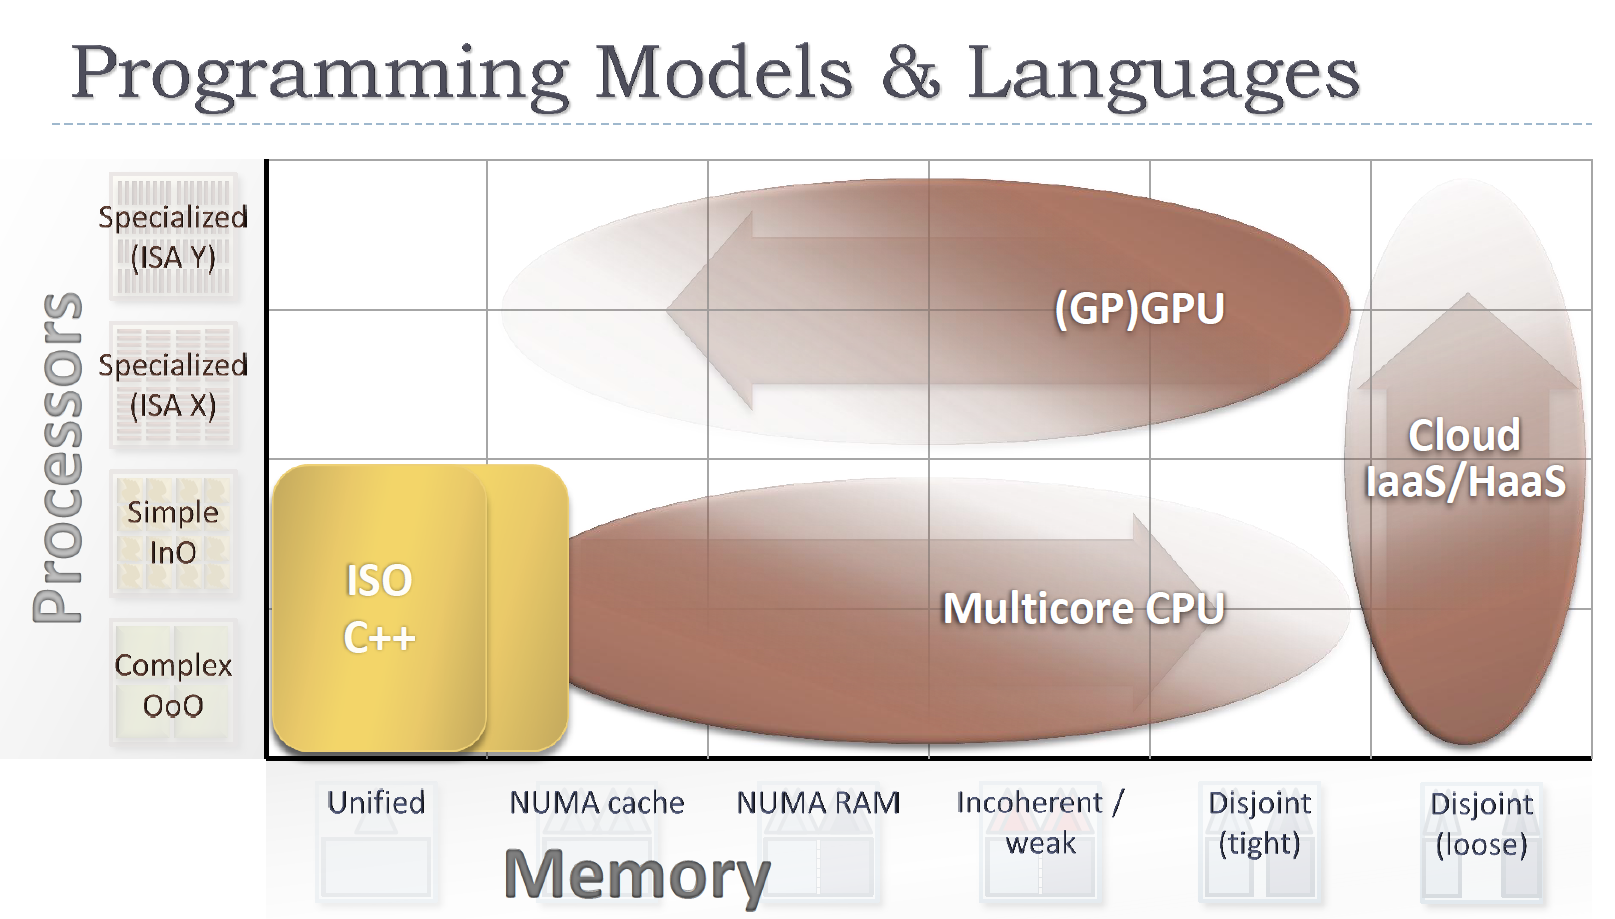 Programming Models & Languages
Processors
Specialized
(ISA Y)
Specialized
(ISA X)
Simple
InO
Complex
OoO
(GP)GPU
Cloud
IaaS/HaaS
ISO
C++
Multicore CPU
Unified
NUMA cache
NUMA RAM
Incoherent /
weak
Disjoint
(tight)
Disjoint
(loose)
Memory